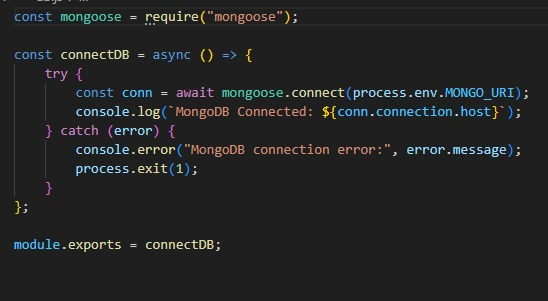 const mongoose = require("mongoose");
const connectDB = async () => {
try {
const conn = await mongoose.connect(process.env.MONGO_URI);
console.log(`MongoDB Connected: ${conn.connection.host}`);
} catch (error) {
console.error("MongoDB connection error:", error.message);
process.exit(1);
}
};
module.exports = connectDB;